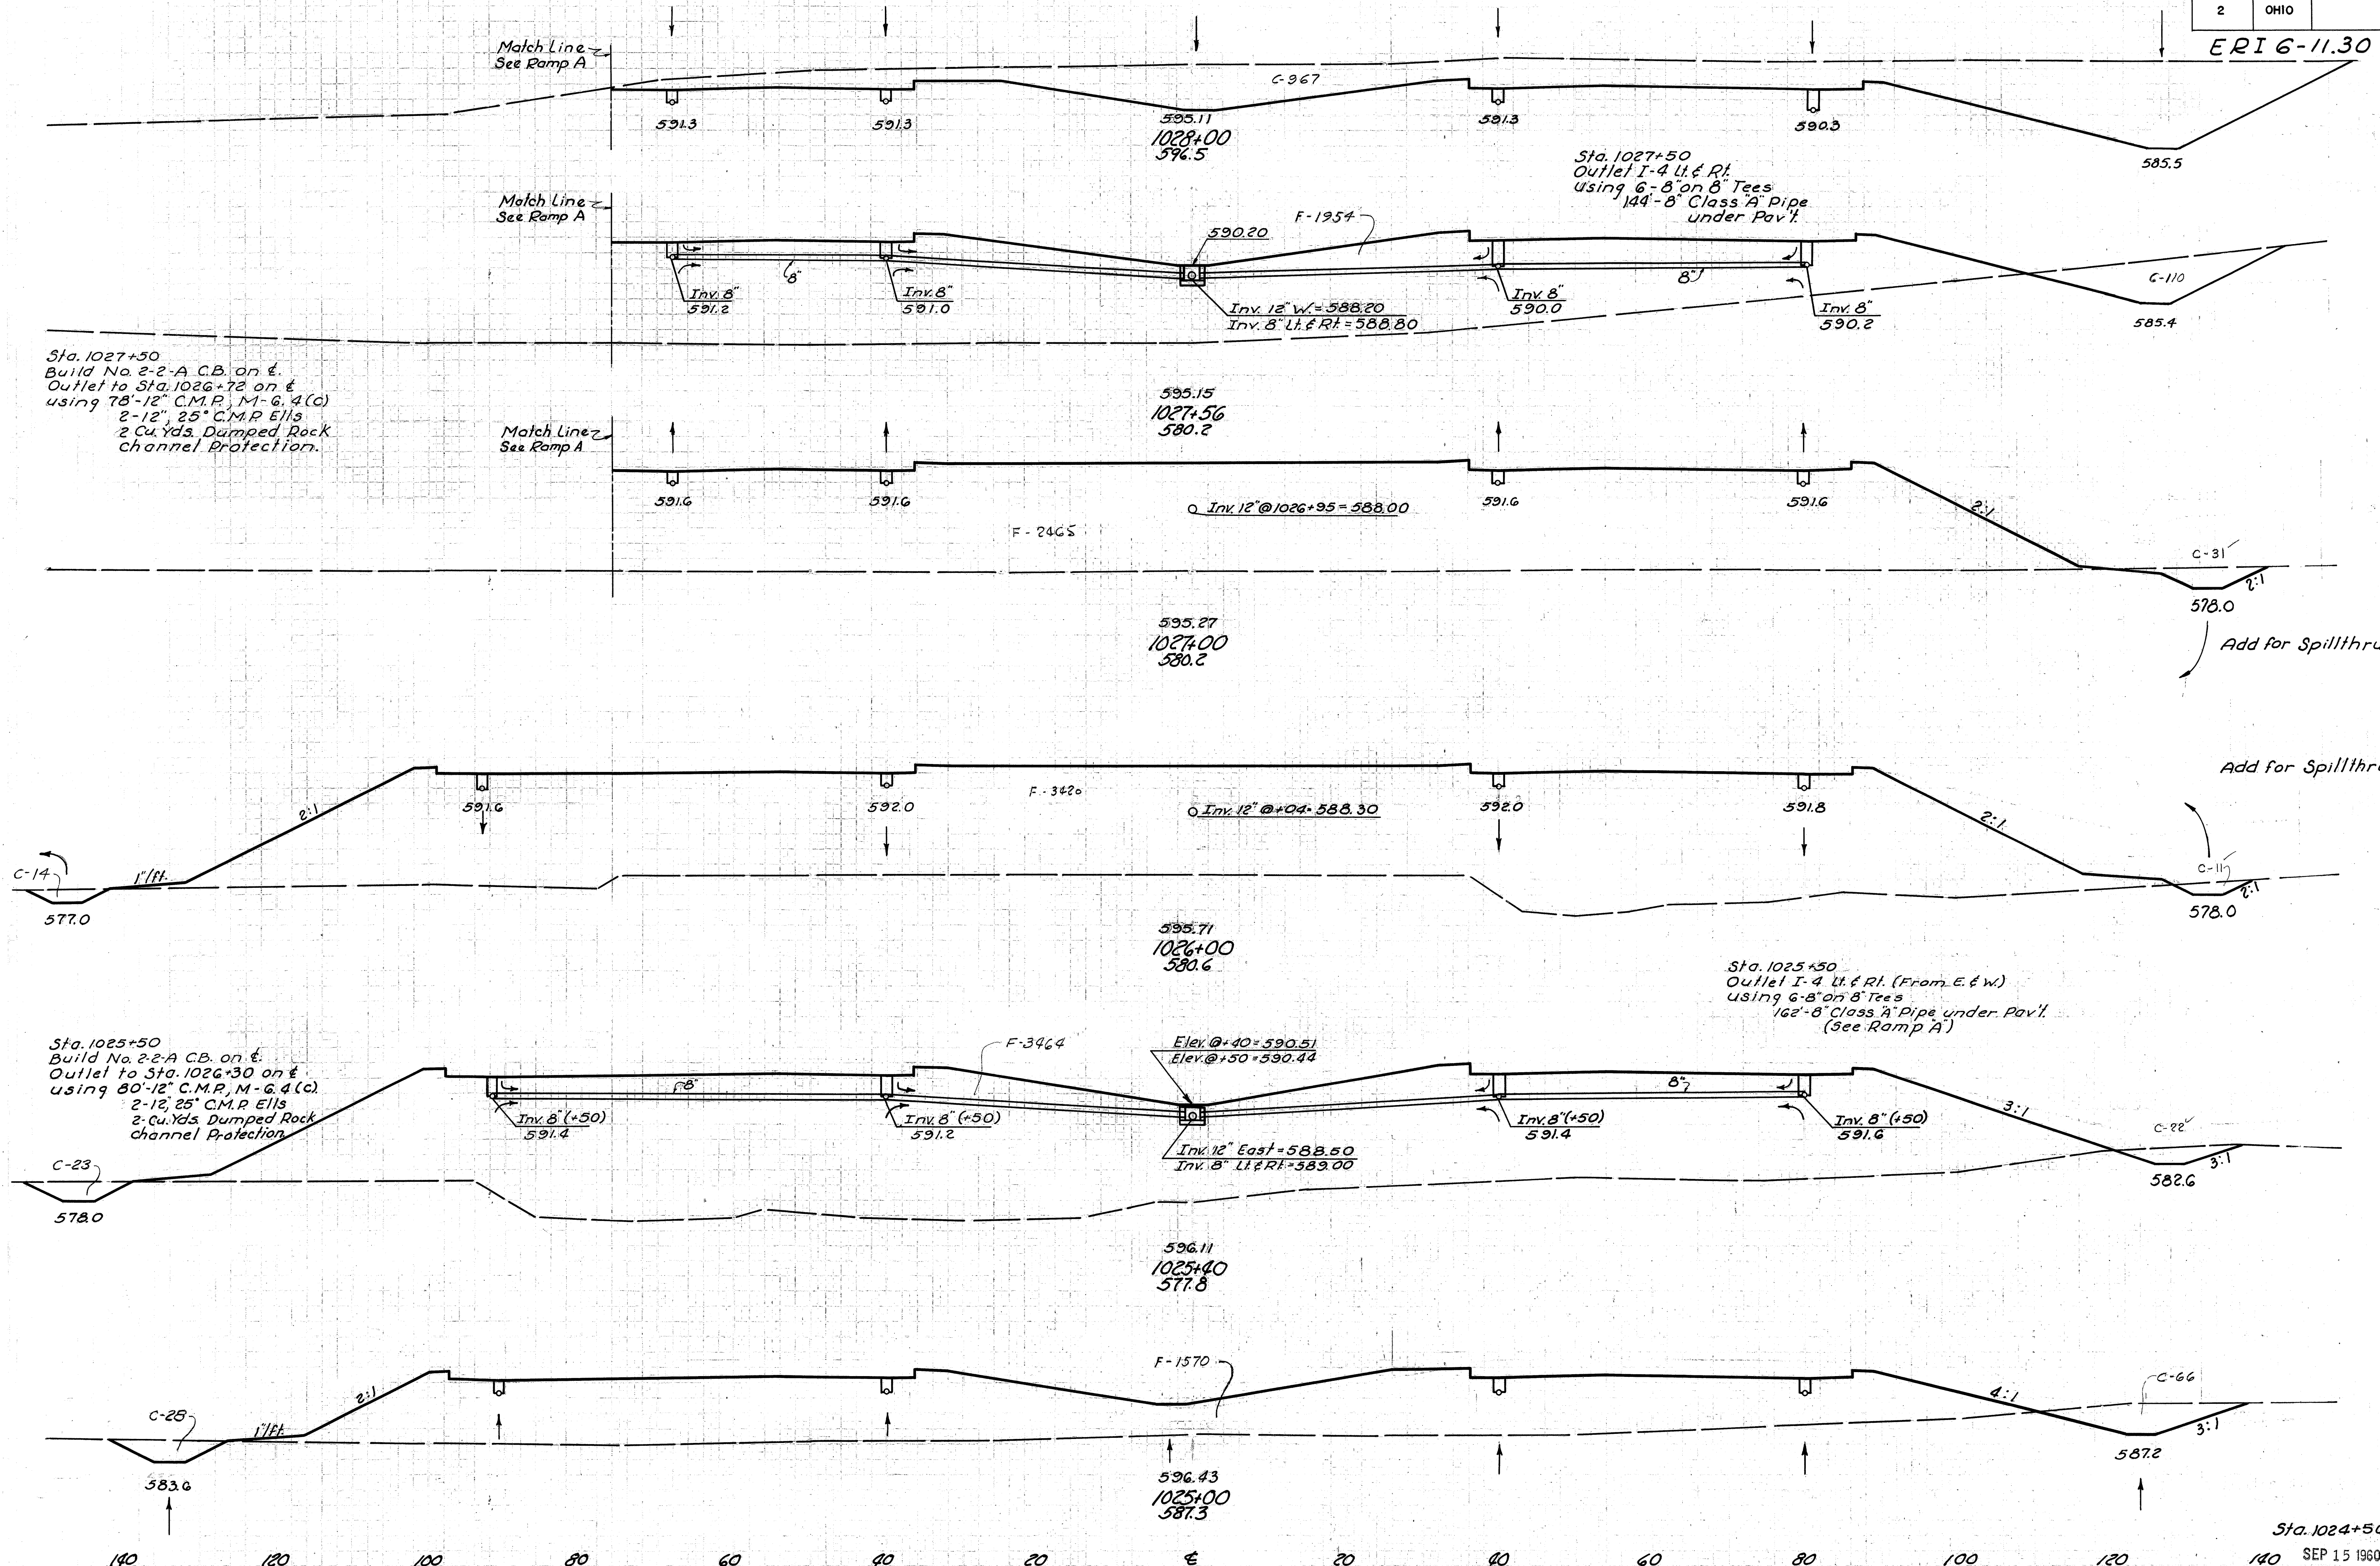 2 OHIO
ERI 6-11.30
Match Line
See Ramp A
C-967
591.3
591.3
595.11
1028+00
596.5
591.3
590.3
585.5
Sta. 1027+50
Outlet I-4 Lt. & Rt.
using 6-8" on 8" Tees
144'-8" Class "A" Pipe
under Pav't.
Match Line
See Ramp A
F-1954
590.20
8"
8"
C-110
Inv. 8"
591.2
Inv. 8"
591.0
Inv. 12" W. = 588.20
Inv. 8" Lt. & Rt. = 588.80
Inv. 8"
590.0
Inv. 8"
590.2
585.4
Sta. 1027+50
Build No. 2-2-A C.B. on ℄.
Outlet to Sta. 1026+72 on ℄
using 78'-12" C.M.P., M-6.4(c)
2-12", 25° C.M.P. Ells
2 Cu. Yds. Dumped Rock
Channel Protection.
595.15
1027+56
580.2
Match Line
See Ramp A
591.6
591.6
Inv. 12" @ 1026+95 = 588.00
591.6
591.6
2:1
F-2465
C-31
2:1
578.0
595.27
1027+00
580.2
Add for Spillthru
Add for Spillthr
2:1
591.6
592.0
F-3420
Inv. 12" @ +04 = 588.30
592.0
591.8
2:1
C-14
1"/ft.
577.0
C-11
2:1
578.0
595.71
1026+00
580.6
Sta. 1025+50
Outlet I-4 Lt. & Rt. (From E. & W.)
using 6-8" on 8" Tees
162'-8" Class "A" Pipe under Pav't.
(See Ramp "A")
Sta. 1025+50
Build No. 2-2-A C.B. on ℄.
Outlet to Sta. 1026+30 on ℄
using 80'-12" C.M.P., M-6.4(c)
2-12", 25° C.M.P. Ells
2-Cu. Yds. Dumped Rock
Channel Protection
F-3464
Elev. @ +40 = 590.51
Elev. @ +50 = 590.44
8"
8"
Inv. 8" (+50)
591.4
Inv. 8" (+50)
591.2
Inv. 12" East = 588.50
Inv. 8" Lt. & Rt. = 589.00
Inv. 8" (+50)
591.4
Inv. 8" (+50)
591.6
3:1
C-22
3:1
582.6
C-23
578.0
596.11
1025+40
577.8
F-1570
2:1
C-28
1"/ft.
583.6
4:1
C-66
3:1
587.2
596.43
1025+00
587.3
Sta. 1024+50
140 120 100 80 60 40 20 ℄ 20 40 60 80 100 120 140
SEP 15 1960